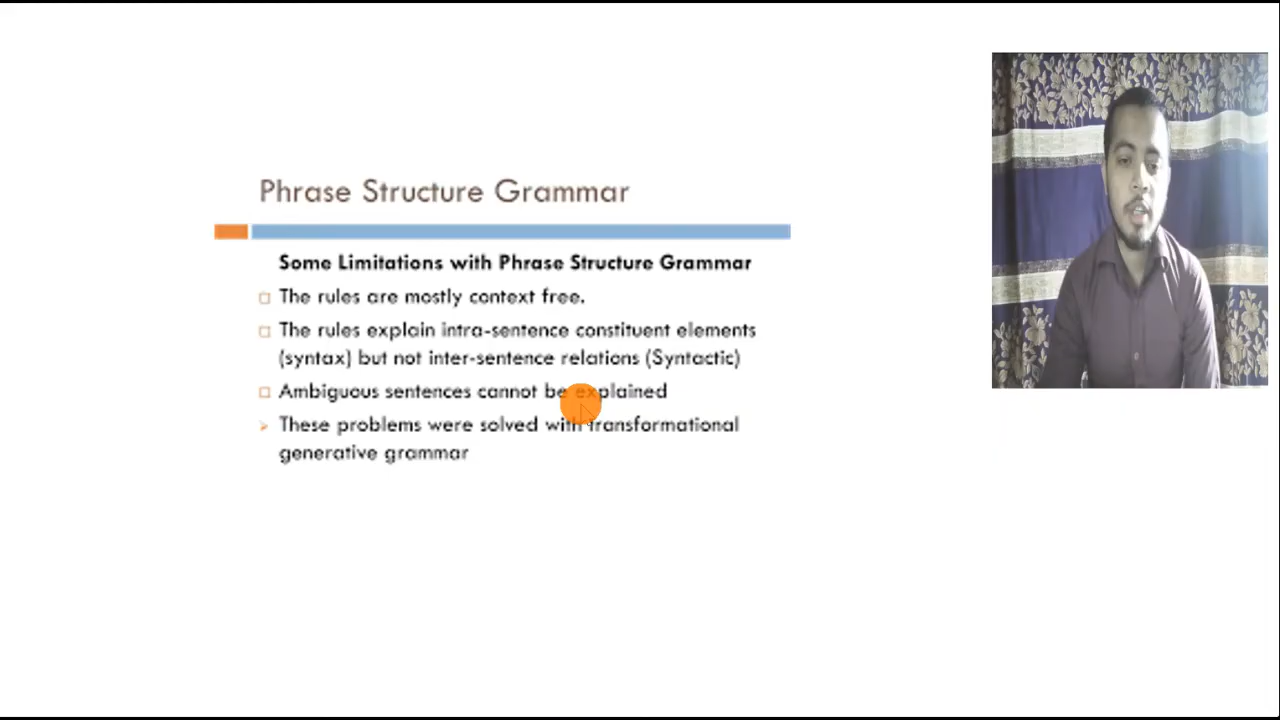 Phrase Structure Grammar
Some Limitations with Phrase Structure Grammar
The rules are mostly context free.
The rules explain intra-sentence constituent elements
(syntax) but not inter-sentence relations (Syntactic)
Ambiguous sentences cannot be explained
These problems were solved with transformational
generative grammar